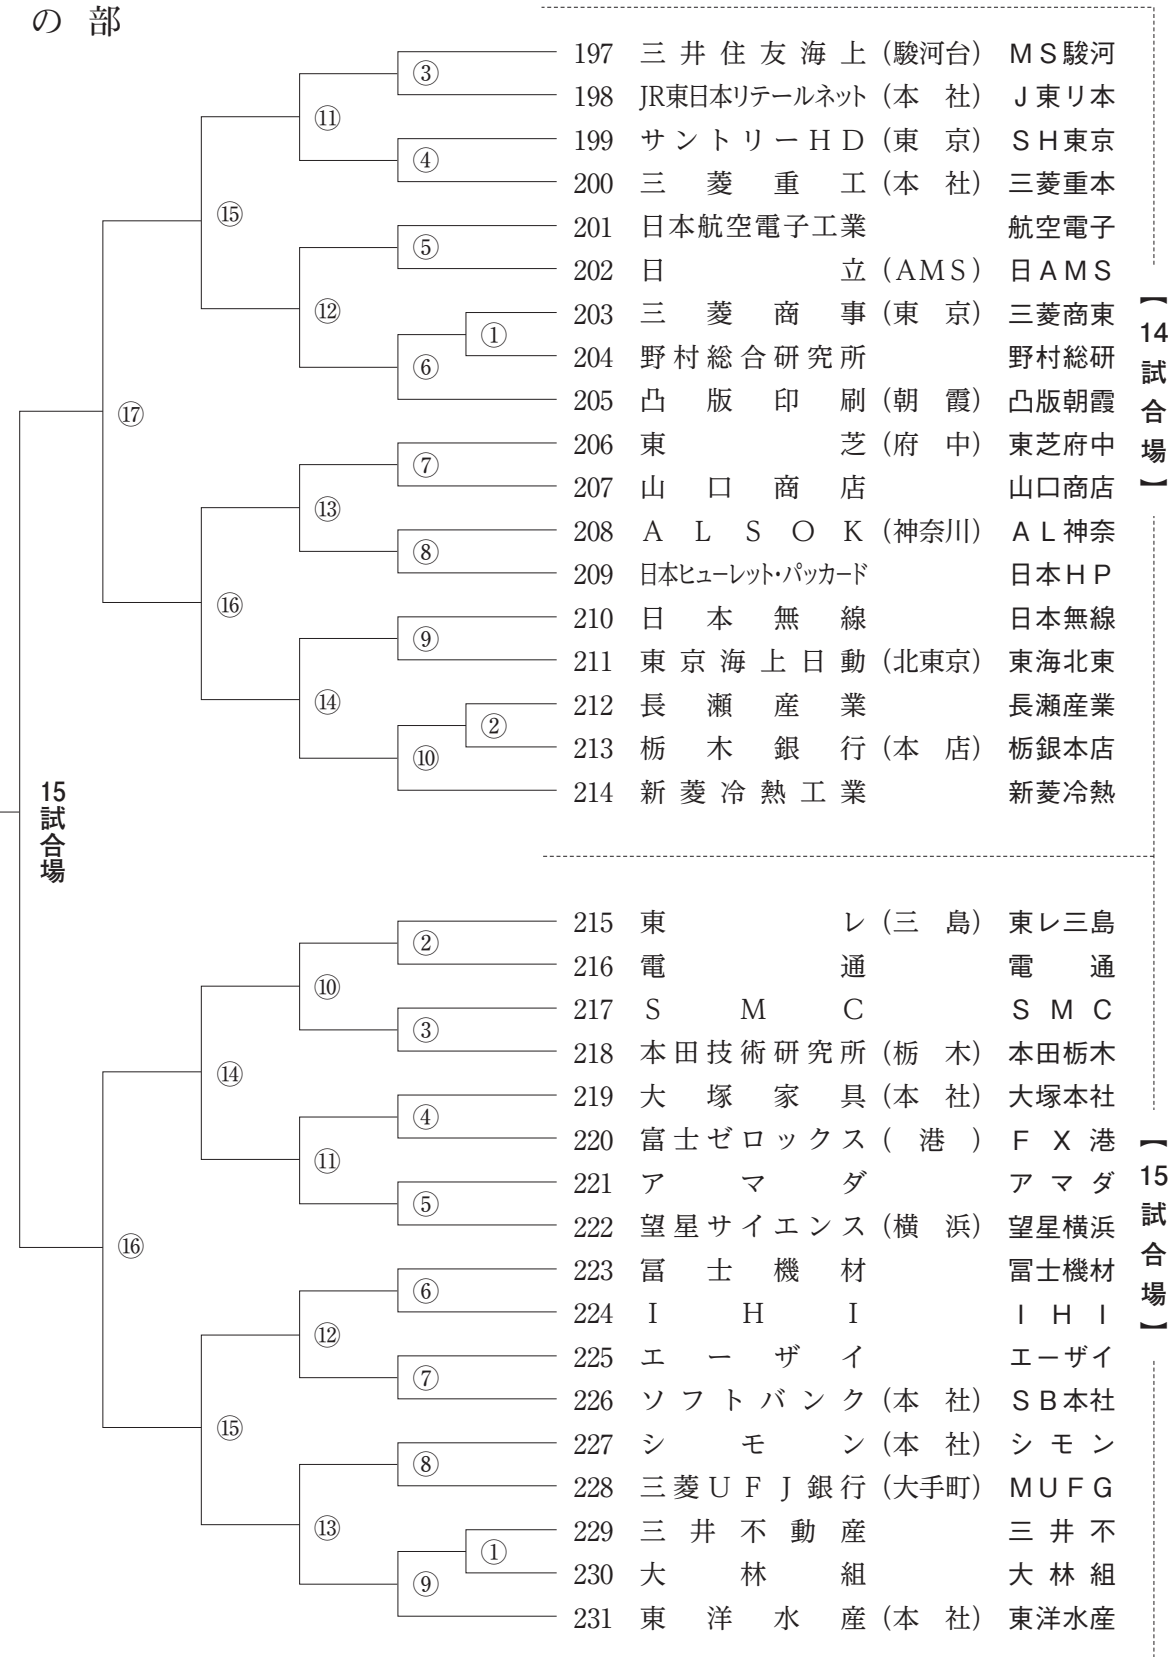 の 部
③ 197 三井住友海上（駿河台） ＭＳ駿河
198 JR東日本リテールネット（本 社） Ｊ東リ本
⑪
④ 199 サントリーＨＤ（東 京） ＳＨ東京
200 三菱重工（本 社） 三菱重本
⑮
⑤ 201 日本航空電子工業 航空電子
202 日立（ＡＭＳ） 日ＡＭＳ
⑫
① 203 三菱商事（東 京） 三菱商東
204 野村総合研究所 野村総研
⑥
205 凸版印刷（朝 霞） 凸版朝霞
⑰
⑦ 206 東芝（府 中） 東芝府中
207 山口商店 山口商店
⑬
⑧ 208 ＡＬＳＯＫ（神奈川） ＡＬ神奈
209 日本ヒューレット・パッカード 日本ＨＰ
⑯
⑨ 210 日本無線 日本無線
211 東京海上日動（北東京） 東海北東
⑭
② 212 長瀬産業 長瀬産業
213 栃木銀行（本 店） 栃銀本店
⑩
214 新菱冷熱工業 新菱冷熱
【14試合場】
15試合場
② 215 東レ（三 島） 東レ三島
216 電通 電 通
⑩
③ 217 ＳＭＣ ＳＭＣ
218 本田技術研究所（栃 木） 本田栃木
⑭
④ 219 大塚家具（本 社） 大塚本社
220 富士ゼロックス（ 港 ） ＦＸ港
⑪
⑤ 221 アマダ アマダ
222 望星サイエンス（横 浜） 望星横浜
⑯
⑥ 223 冨士機材 冨士機材
224 ＩＨＩ ＩＨＩ
⑫
⑦ 225 エーザイ エーザイ
226 ソフトバンク（本 社） ＳＢ本社
⑮
⑧ 227 シモン（本 社） シモン
228 三菱ＵＦＪ銀行（大手町） ＭＵＦＧ
⑬
① 229 三井不動産 三井不
230 大林組 大林組
⑨
231 東洋水産（本 社） 東洋水産
【15試合場】